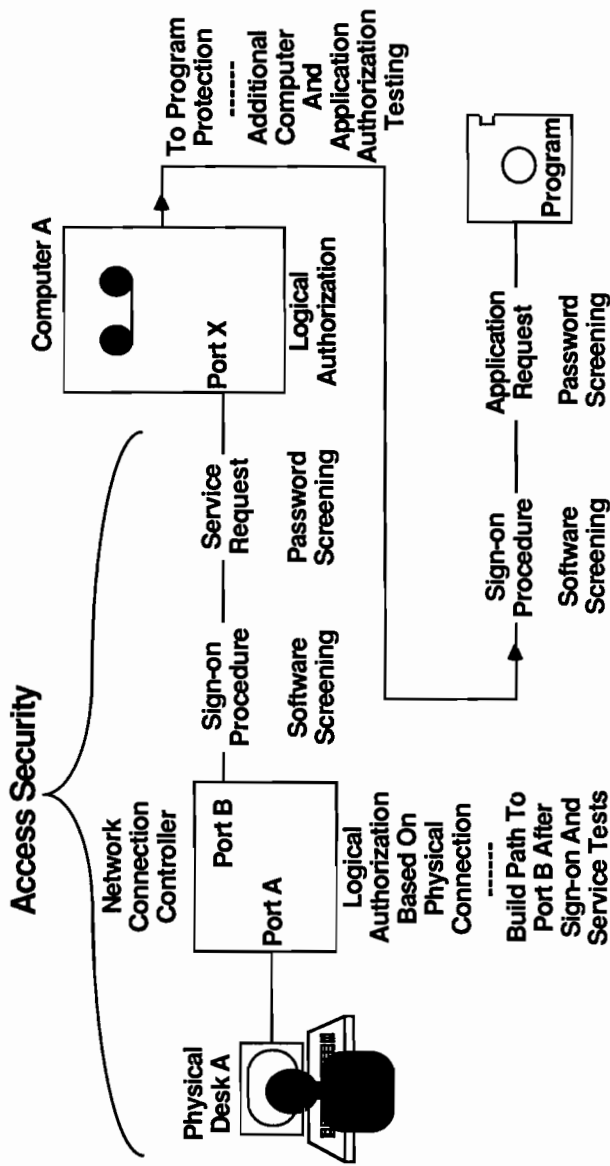 Access Security
Physical
Desk A
Network
Connection
Controller
Port A
Port B
Logical
Authorization
Based On
Physical
Connection
------
Build Path To
Port B After
Sign-on And
Service Tests
Sign-on
Procedure
Software
Screening
Service
Request
Password
Screening
Computer A
Port X
Logical
Authorization
To Program
Protection
------
Additional
Computer
And
Application
Authorization
Testing
Sign-on
Procedure
Software
Screening
Application
Request
Password
Screening
Program